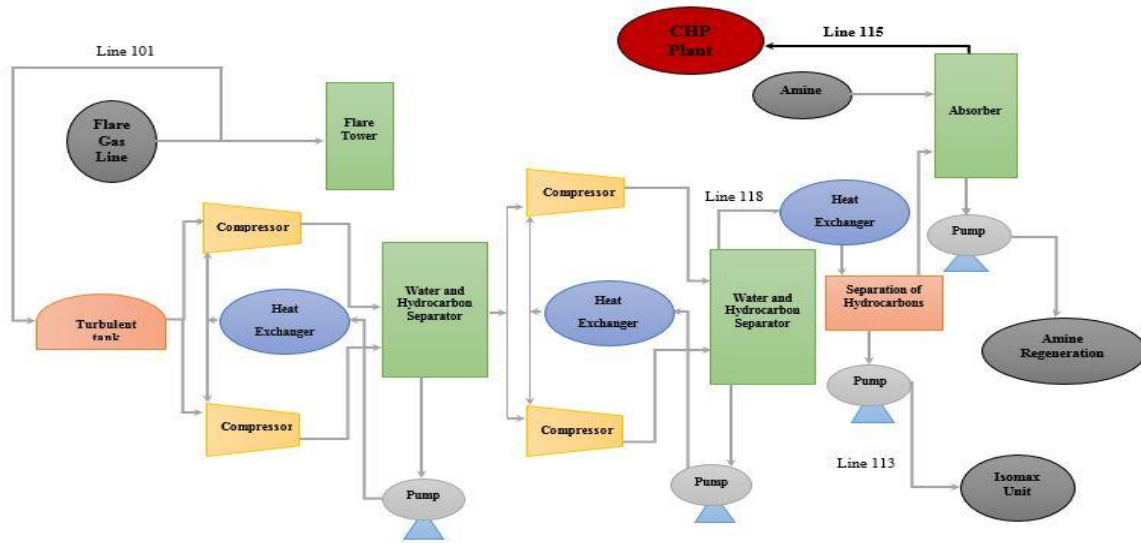 Line 101
Flare
Gas
Line
Flare
Tower
CHP
Plant
Line 115
Amine
Absorber
Compressor
Compressor
Line 118
Heat
Exchanger
Pump
Turbulent
tank
Heat
Exchanger
Water and
Hydrocarbon
Separator
Heat
Exchanger
Water and
Hydrocarbon
Separator
Separation of
Hydrocarbons
Amine
Regeneration
Compressor
Compressor
Pump
Line 113
Pump
Pump
Isomax
Unit